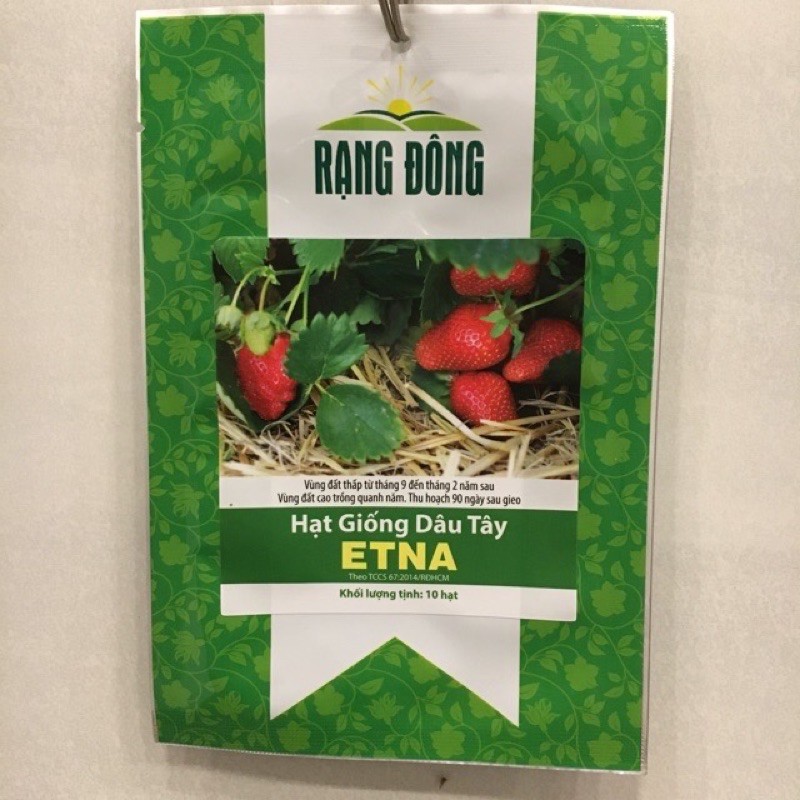 RẠNG ĐÔNG
Vùng đất thấp từ tháng 9 đến tháng 2 năm sau
Vùng đất cao trồng quanh năm. Thu hoạch 90 ngày sau gieo
Hạt Giống Dâu Tây
ETNA
Theo TCCS 67:2014/RĐHCM
Khối lượng tịnh: 10 hạt